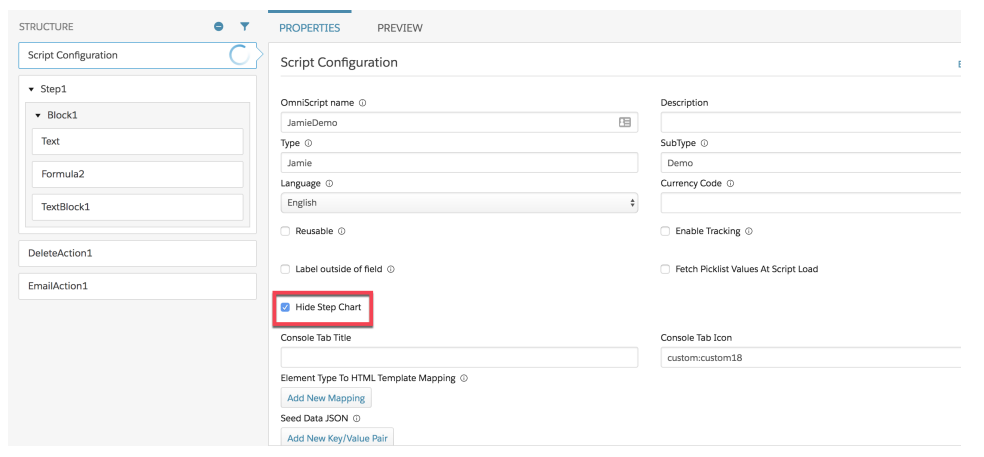 STRUCTURE
PROPERTIES
PREVIEW
Script Configuration
Step1
Block1
Text
Formula2
TextBlock1
DeleteAction1
EmailAction1
Script Configuration
OmniScript name
Description
JamieDemo
Type
SubType
Jamie
Demo
Language
Currency Code
English
Reusable
Enable Tracking
Label outside of field
Fetch Picklist Values At Script Load
Hide Step Chart
Console Tab Title
Console Tab Icon
custom:custom18
Element Type To HTML Template Mapping
Add New Mapping
Seed Data JSON
Add New Key/Value Pair